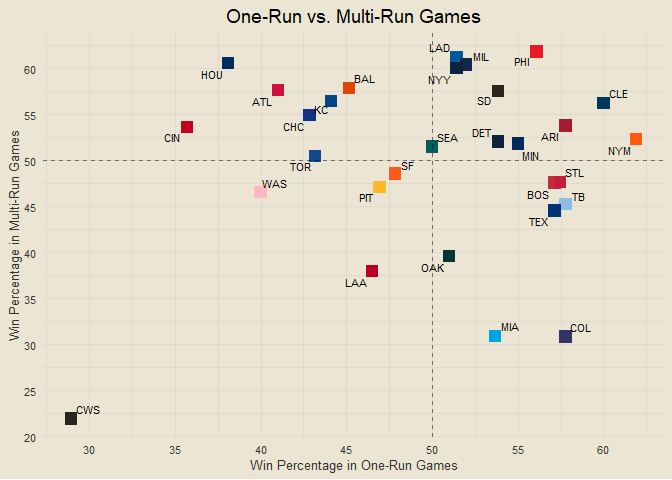 One-Run vs. Multi-Run Games
Win Percentage in Multi-Run Games
60
55
50
45
40
35
30
25
20
LAD
MIL
PHI
HOU
NYY
BAL
ATL
KC
SD
CLE
CHC
CIN
SEA
DET
ARI
MIN
NYM
TOR
SF
STL
WAS
PIT
BOS
TB
TEX
LAA
OAK
MIA
COL
CWS
30
35
40
45
50
55
60
Win Percentage in One-Run Games